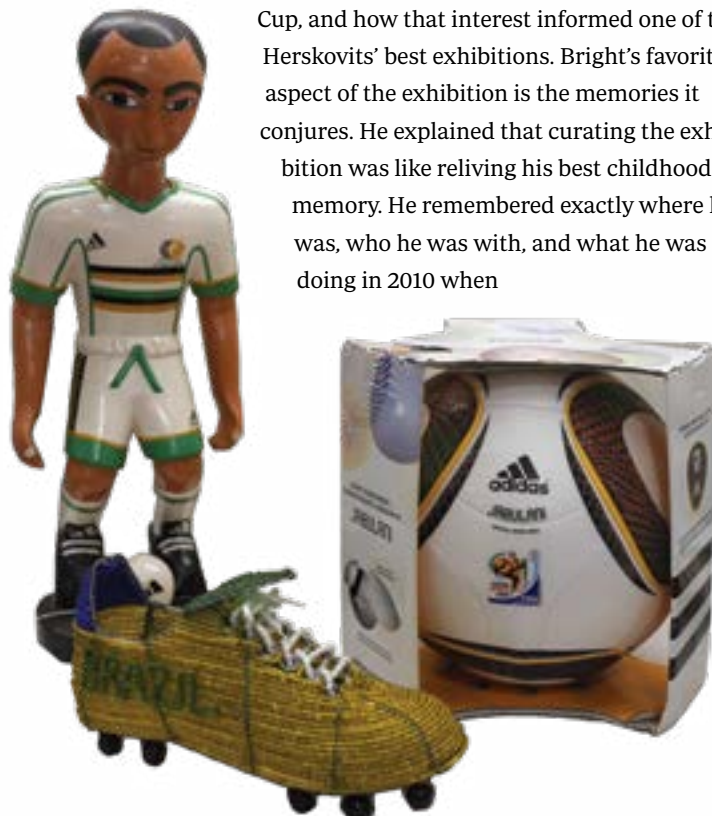 Cup, and how that interest informed one of t
Herskovits’ best exhibitions. Bright’s favorit
aspect of the exhibition is the memories it
conjures. He explained that curating the exh
bition was like reliving his best childhood
memory. He remembered exactly where h
was, who he was with, and what he was
doing in 2010 when
adidas
JABULANI
JABULANI
BRAZIL